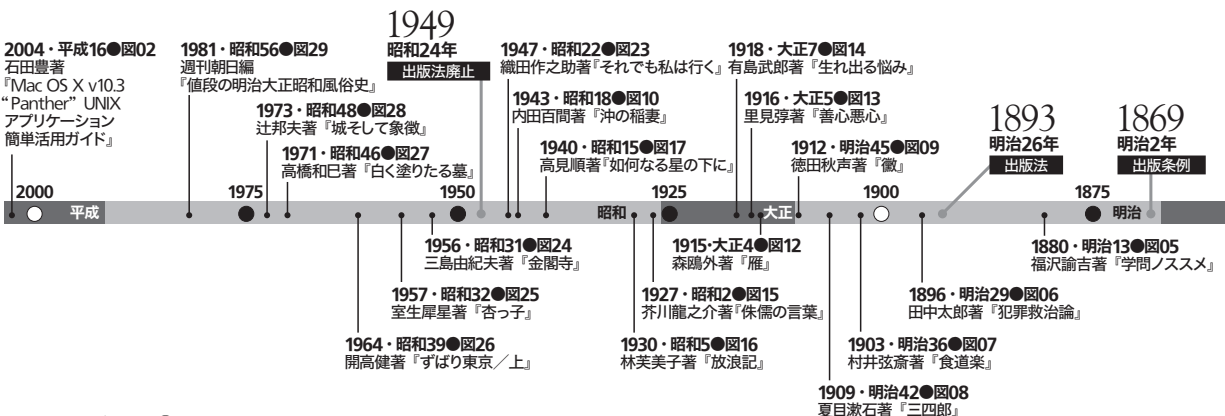 2004・平成16●図02
石田豊著
『Mac OS X v10.3
“Panther” UNIX
アプリケーション
簡単活用ガイド』
1981・昭和56●図29
週刊朝日編
『値段の明治大正昭和風俗史』
1973・昭和48●図28
辻邦夫著『城そして象徴』
1971・昭和46●図27
高橋和巳著『白く塗りたる墓』
1949
昭和24年
出版法廃止
1947・昭和22●図23
織田作之助著『それでも私は行く』
1943・昭和18●図10
内田百間著『沖の稲妻』
1940・昭和15●図17
高見順著『如何なる星の下に』
1918・大正7●図14
有島武郎著『生れ出る悩み』
1916・大正5●図13
里見弴著『善心悪心』
1912・明治45●図09
徳田秋声著『黴』
1893
明治26年
出版法
1869
明治2年
出版条例
2000
1975
1950
1925
1900
1875
平成
昭和
大正
明治
1956・昭和31●図24
三島由紀夫著『金閣寺』
1957・昭和32●図25
室生犀星著『杏っ子』
1964・昭和39●図26
開高健著『ずばり東京／上』
1915・大正4●図12
森鴎外著『雁』
1927・昭和2●図15
芥川龍之介著『侏儒の言葉』
1930・昭和5●図16
林芙美子著『放浪記』
1880・明治13●図05
福沢諭吉著『学問ノススメ』
1896・明治29●図06
田中太郎著『犯罪救治論』
1903・明治36●図07
村井弦斎著『食道楽』
1909・明治42●図08
夏目漱石著『三四郎』